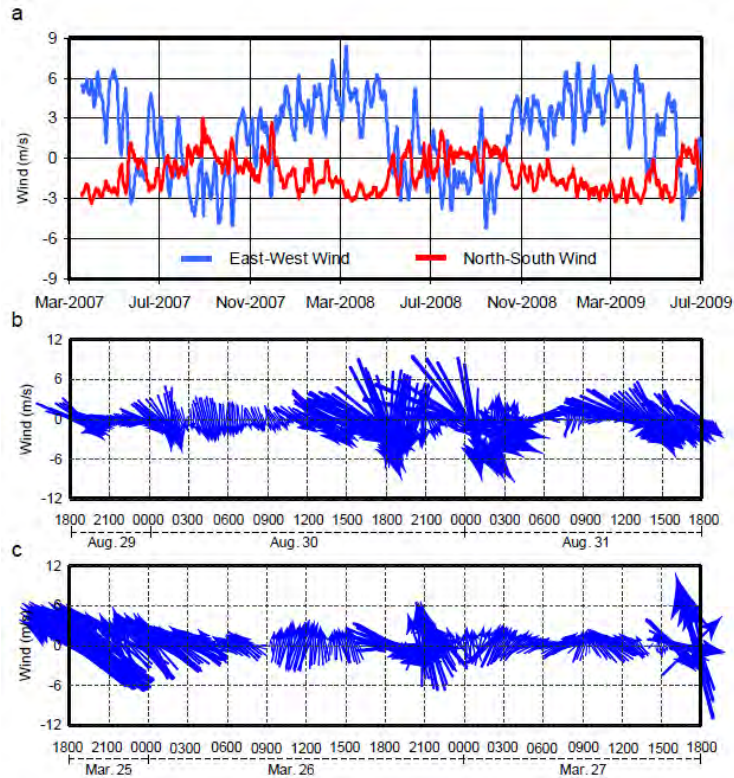 a
9
6
3
0
-3
-6
-9
Wind (m/s)
East-West Wind North-South Wind
Mar-2007 Jul-2007 Nov-2007 Mar-2008 Jul-2008 Nov-2008 Mar-2009 Jul-2009
b
12
6
0
-6
-12
Wind (m/s)
1800 2100 0000 0300 0600 0900 1200 1500 1800 2100 0000 0300 0600 0900 1200 1500 1800
Aug. 29 Aug. 30 Aug. 31
c
12
6
0
-6
-12
Wind (m/s)
1800 2100 0000 0300 0600 0900 1200 1500 1800 2100 0000 0300 0600 0900 1200 1500 1800
Mar. 25 Mar. 26 Mar. 27